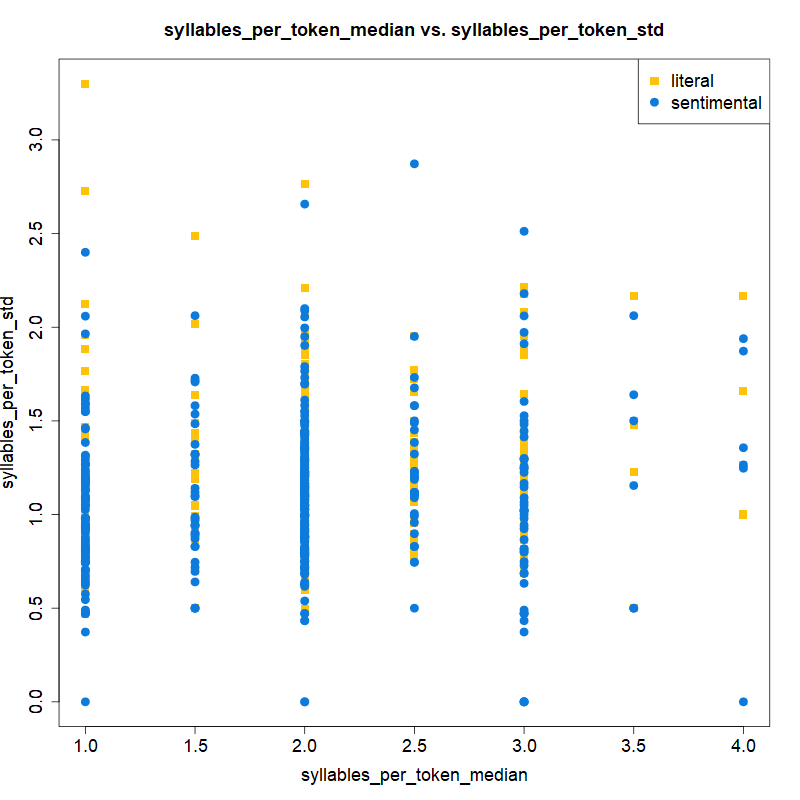 syllables_per_token_median vs. syllables_per_token_std
literal
sentimental
syllables_per_token_std
3.0
2.5
2.0
1.5
1.0
0.5
0.0
1.0 1.5 2.0 2.5 3.0 3.5 4.0
syllables_per_token_median